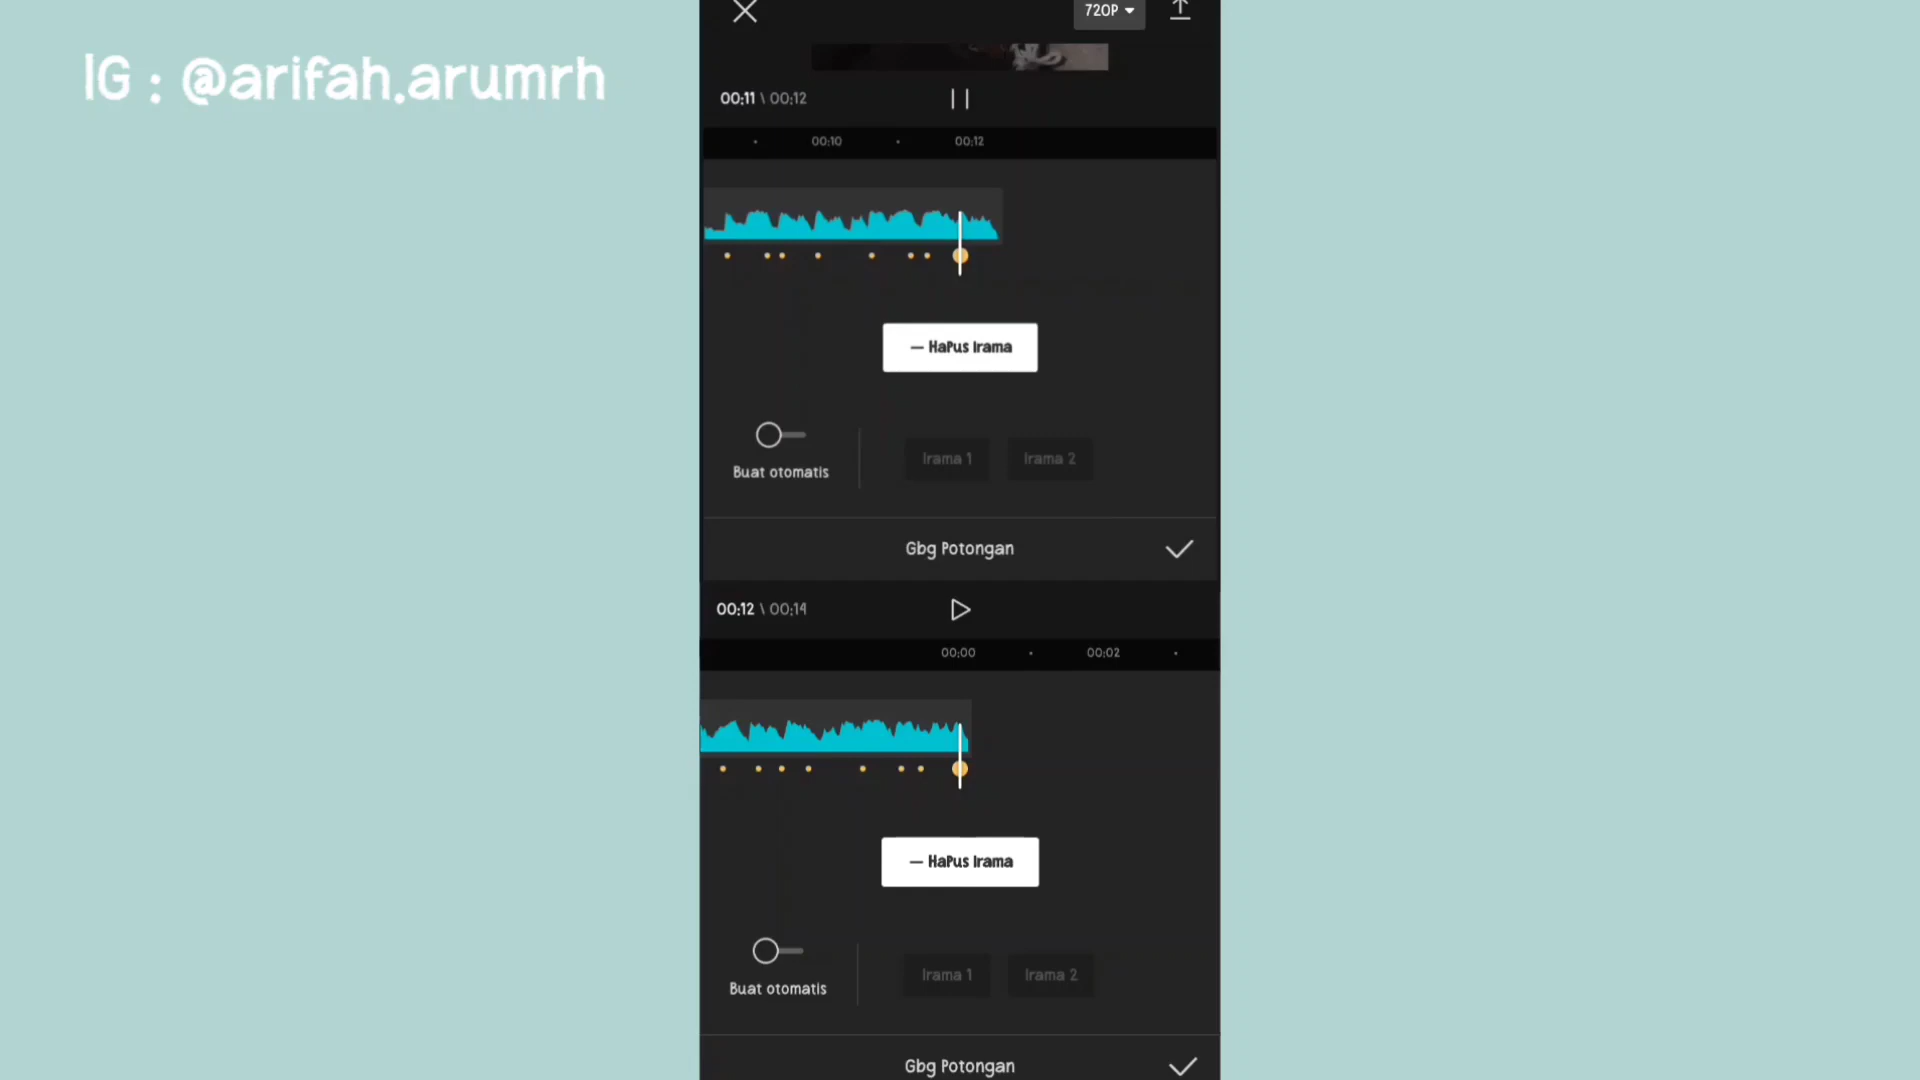 IG : @arifah.arumrh
720P
00:11 \ 00:12
00:10 00:12
— HaPus Irama
Buat otomatis
Irama 1 Irama 2
Gbg Potongan
00:12 \ 00:14
00:00 00:02
— HaPus Irama
Buat otomatis
Irama 1 Irama 2
Gbg Potongan